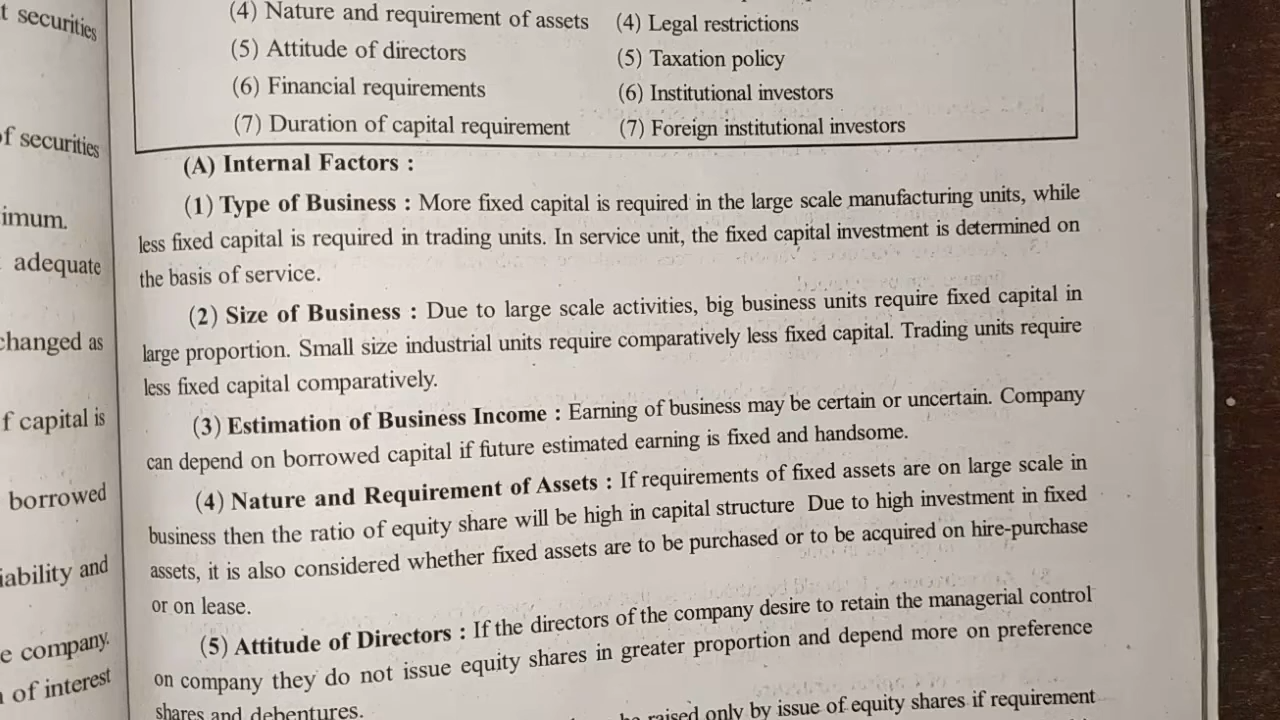 t securities
f securities
imum.
adequate
changed as
f capital is
borrowed
iability and
e company.
of interest
(4) Nature and requirement of assets (4) Legal restrictions
(5) Attitude of directors (5) Taxation policy
(6) Financial requirements (6) Institutional investors
(7) Duration of capital requirement (7) Foreign institutional investors
(A) Internal Factors :
(1) Type of Business : More fixed capital is required in the large scale manufacturing units, while
less fixed capital is required in trading units. In service unit, the fixed capital investment is determined on
the basis of service.
(2) Size of Business : Due to large scale activities, big business units require fixed capital in
large proportion. Small size industrial units require comparatively less fixed capital. Trading units require
less fixed capital comparatively.
(3) Estimation of Business Income : Earning of business may be certain or uncertain. Company
can depend on borrowed capital if future estimated earning is fixed and handsome.
(4) Nature and Requirement of Assets : If requirements of fixed assets are on large scale in
business then the ratio of equity share will be high in capital structure Due to high investment in fixed
assets, it is also considered whether fixed assets are to be purchased or to be acquired on hire-purchase
or on lease.
(5) Attitude of Directors : If the directors of the company desire to retain the managerial control
on company they do not issue equity shares in greater proportion and depend more on preference
shares and debentures.
be raised only by issue of equity shares if requirement